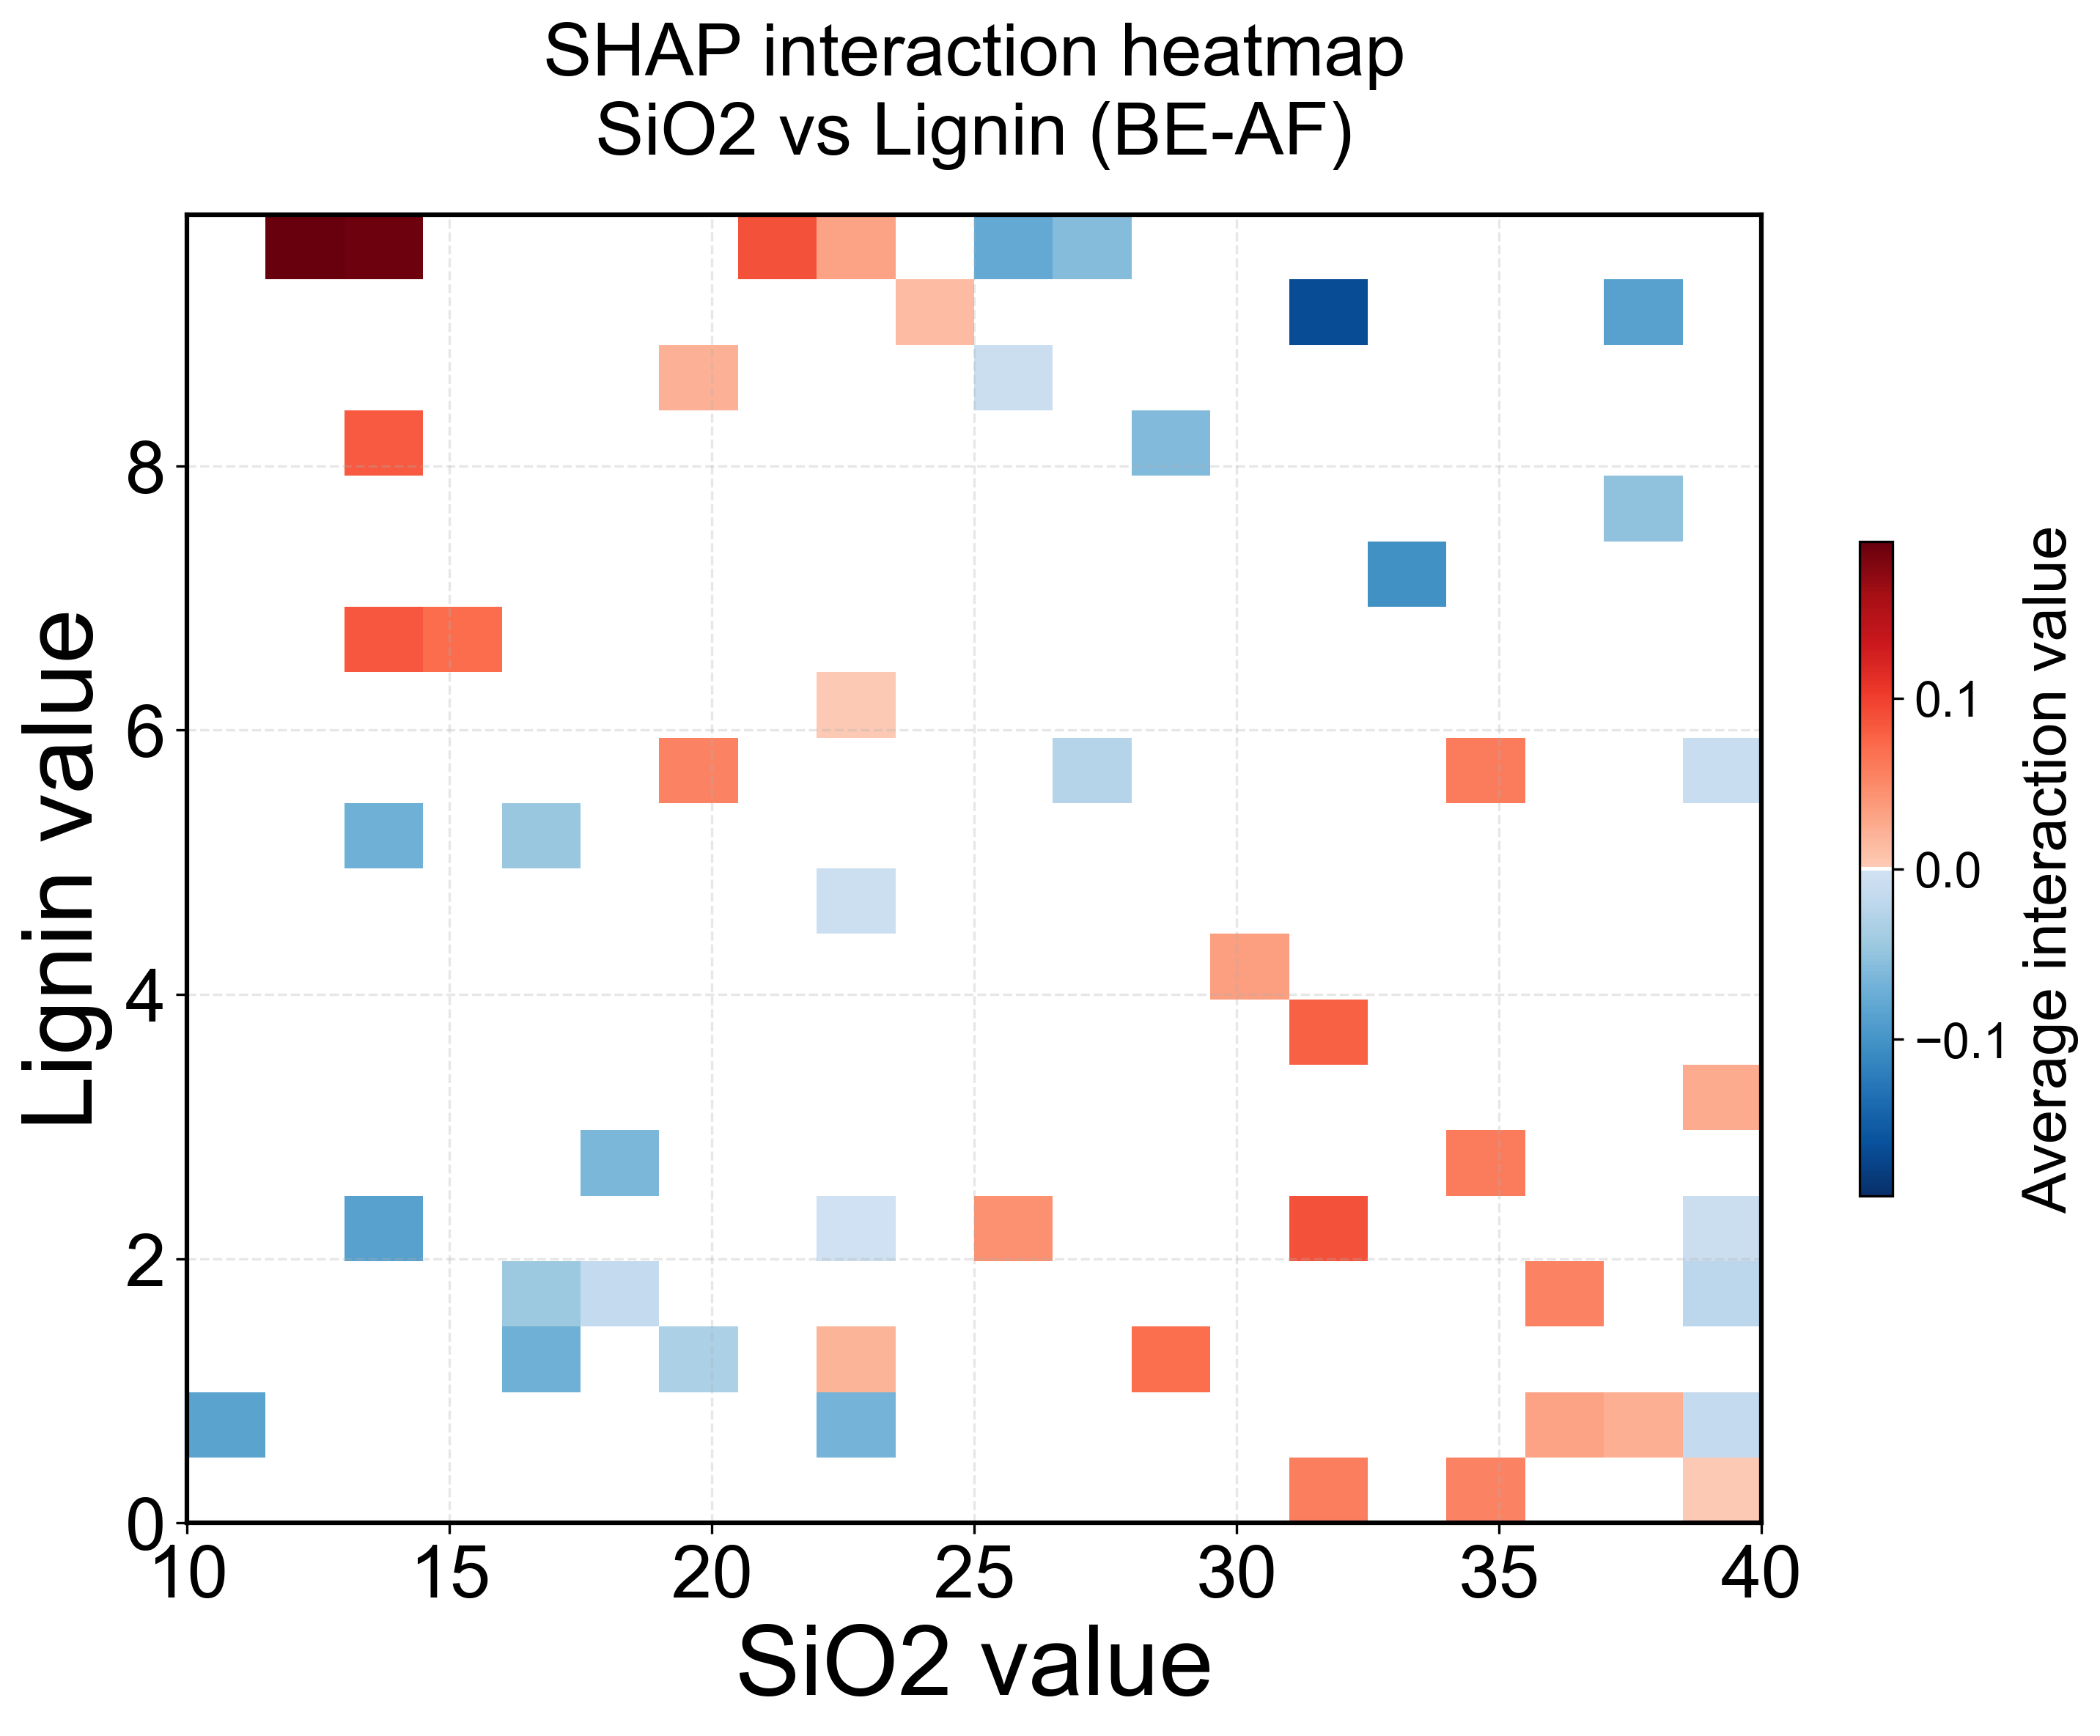 SHAP interaction heatmap
SiO2 vs Lignin (BE-AF)
Lignin value
8
6
4
2
0
10 15 20 25 30 35 40
SiO2 value
0.1
0.0
−0.1
Average interaction value